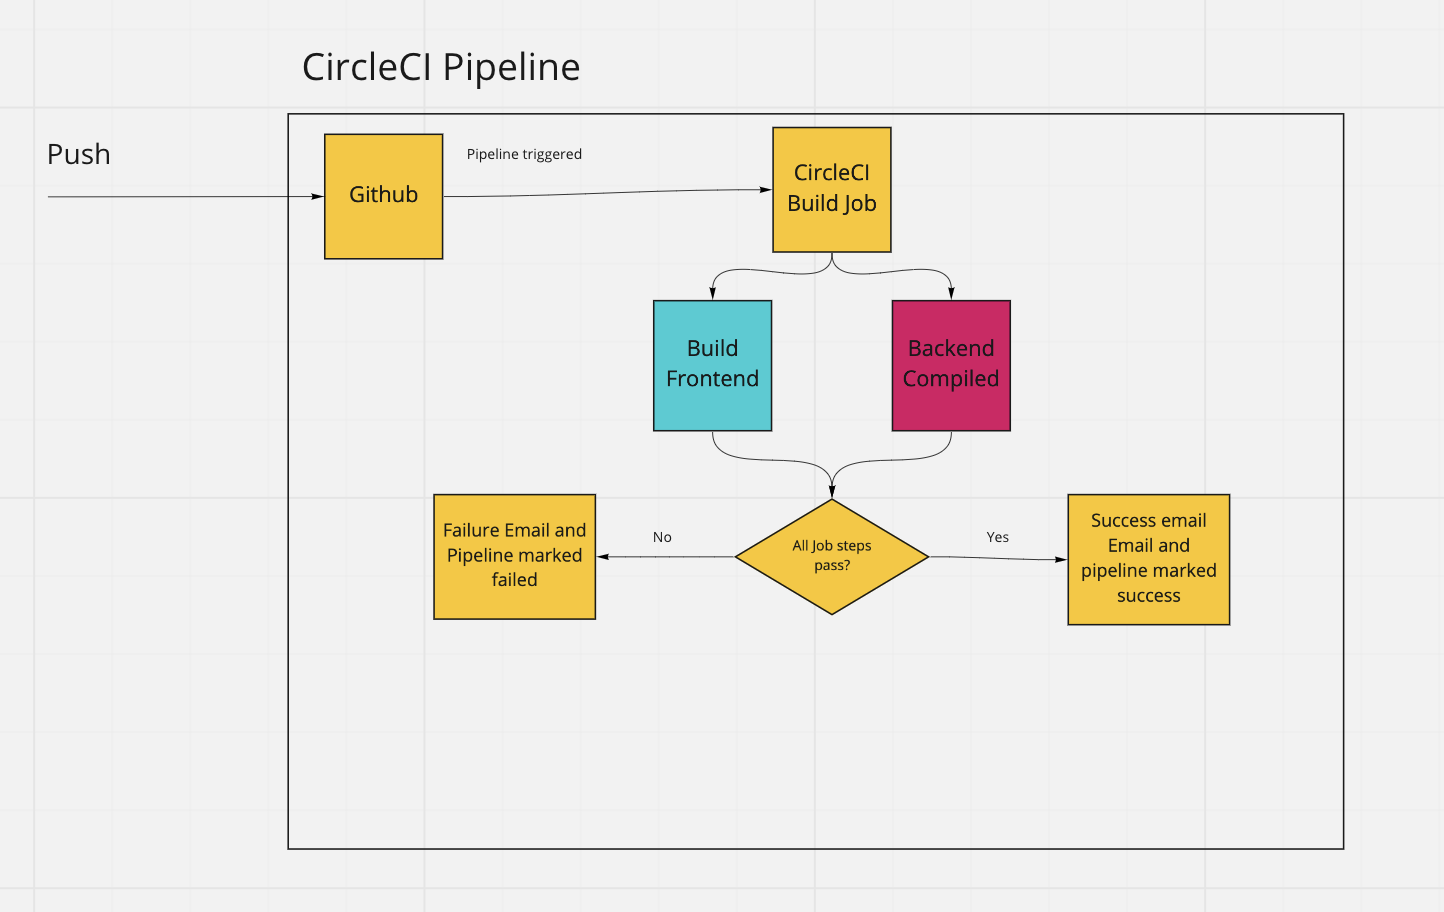 CircleCI Pipeline
Push
Github
Pipeline triggered
CircleCI
Build Job
Build
Frontend
Backend
Compiled
Failure Email and
Pipeline marked
failed
No
All Job steps
pass?
Yes
Success email
Email and
pipeline marked
success